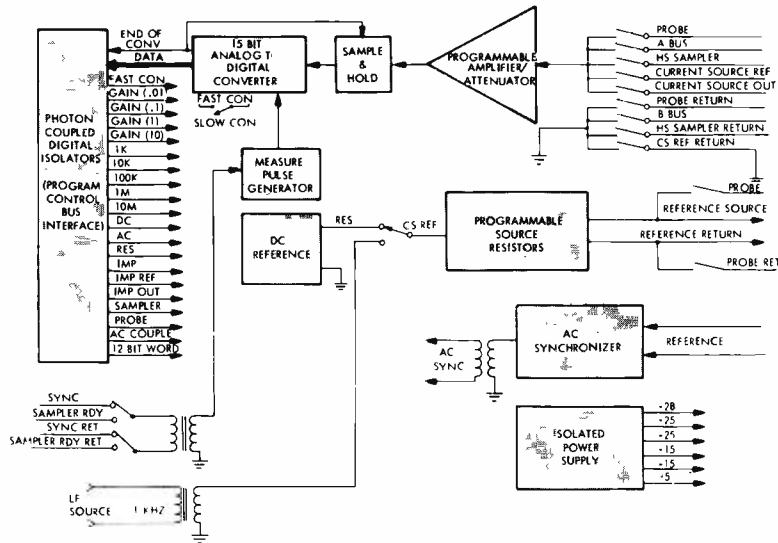 END OF
CONV
DATA
FAST CON
GAIN (.01
GAIN (.1)
GAIN (1)
GAIN (10)
1K
10K
100K
1M
10M
DC
AC
RES
IMP
IMP REF
IMP OUT
SAMPLER
PROBE
AC COUPLE
12 BIT WORD
PHOTON
COUPLED
DIGITAL
ISOLATORS
(PROGRAM
CONTROL
BUS
INTERFACE)
15 BIT
ANALOG T
DIGITAL
CONVERTER
FAST CON
SLOW CON
SAMPLE
&
HOLD
PROGRAMMABLE
AMPLIFIER/
ATTENUATOR
PROBE
A BUS
HS SAMPLER
CURRENT SOURCE REF
CURRENT SOURCE OUT
PROBE RETURN
B BUS
HS SAMPLER RETURN
CS REF RETURN
MEASURE
PULSE
GENERATOR
DC
REFERENCE
RES
CS REF
PROGRAMMABLE
SOURCE
RESISTORS
PROBE
REFERENCE SOURCE
REFERENCE RETURN
PROBE RET
AC
SYNC
AC
SYNCHRONIZER
REFERENCE
SYNC
SAMPLER RDY
SYNC RET
SAMPLER RDY RET
ISOLATED
POWER
SUPPLY
-28
-25
-25
-15
-15
+5
LF
SOURCE
1 KHZ